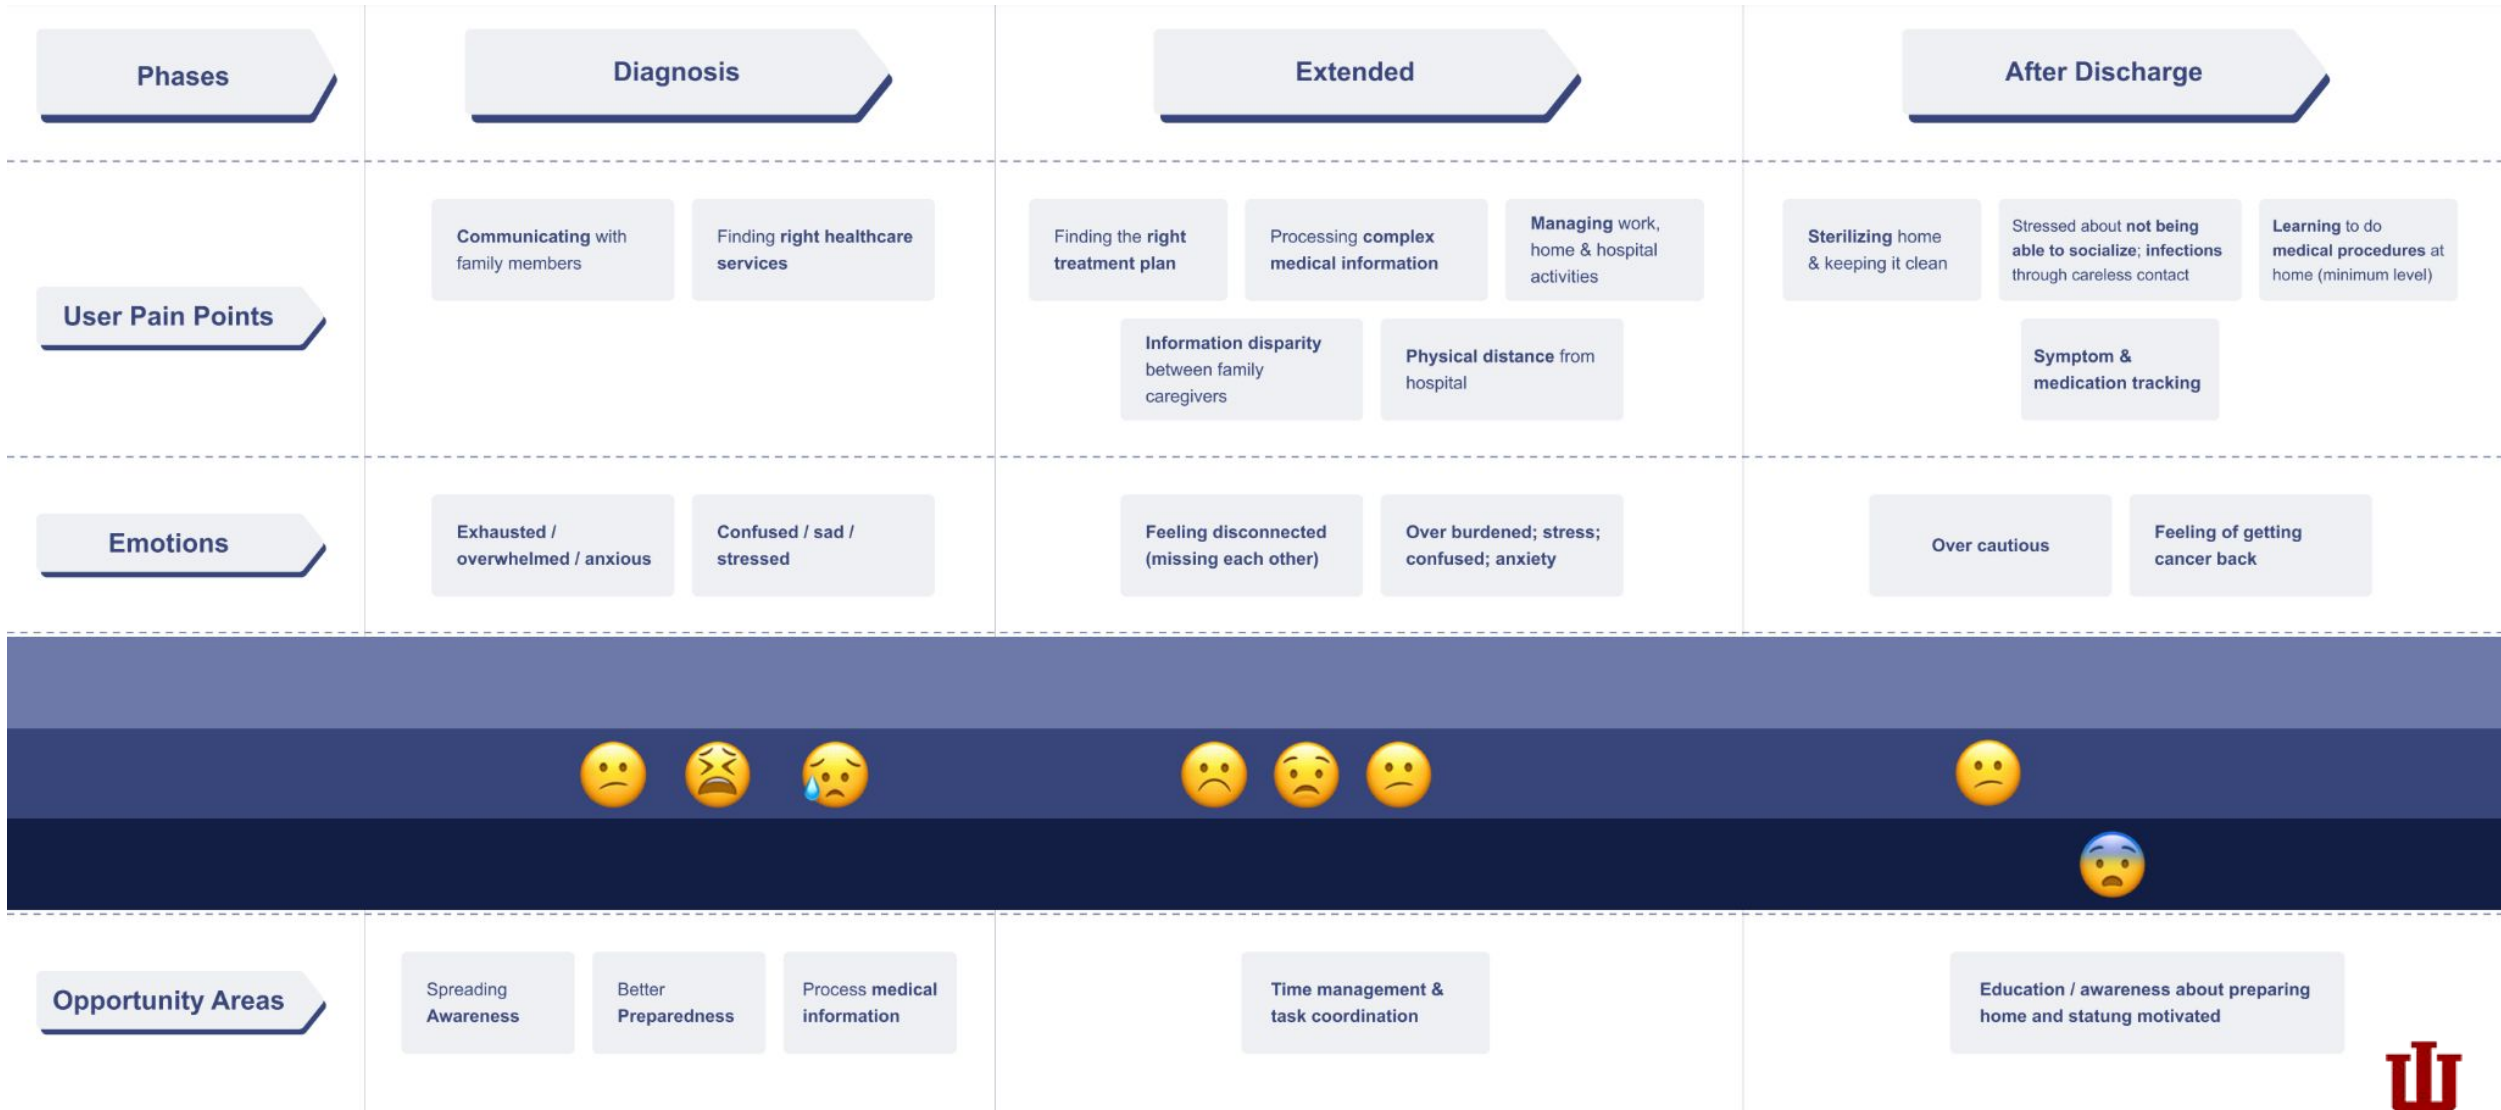 Phases
Diagnosis
Extended
After Discharge
User Pain Points
Communicating with
family members
Finding right healthcare
services
Finding the right
treatment plan
Processing complex
medical information
Managing work,
home & hospital
activities
Information disparity
between family
caregivers
Physical distance from
hospital
Sterilizing home
& keeping it clean
Stressed about not being
able to socialize; infections
through careless contact
Learning to do
medical procedures at
home (minimum level)
Symptom &
medication tracking
Emotions
Exhausted /
overwhelmed / anxious
Confused / sad /
stressed
Feeling disconnected
(missing each other)
Over burdened; stress;
confused; anxiety
Over cautious
Feeling of getting
cancer back
Opportunity Areas
Spreading
Awareness
Better
Preparedness
Process medical
information
Time management &
task coordination
Education / awareness about preparing
home and statung motivated